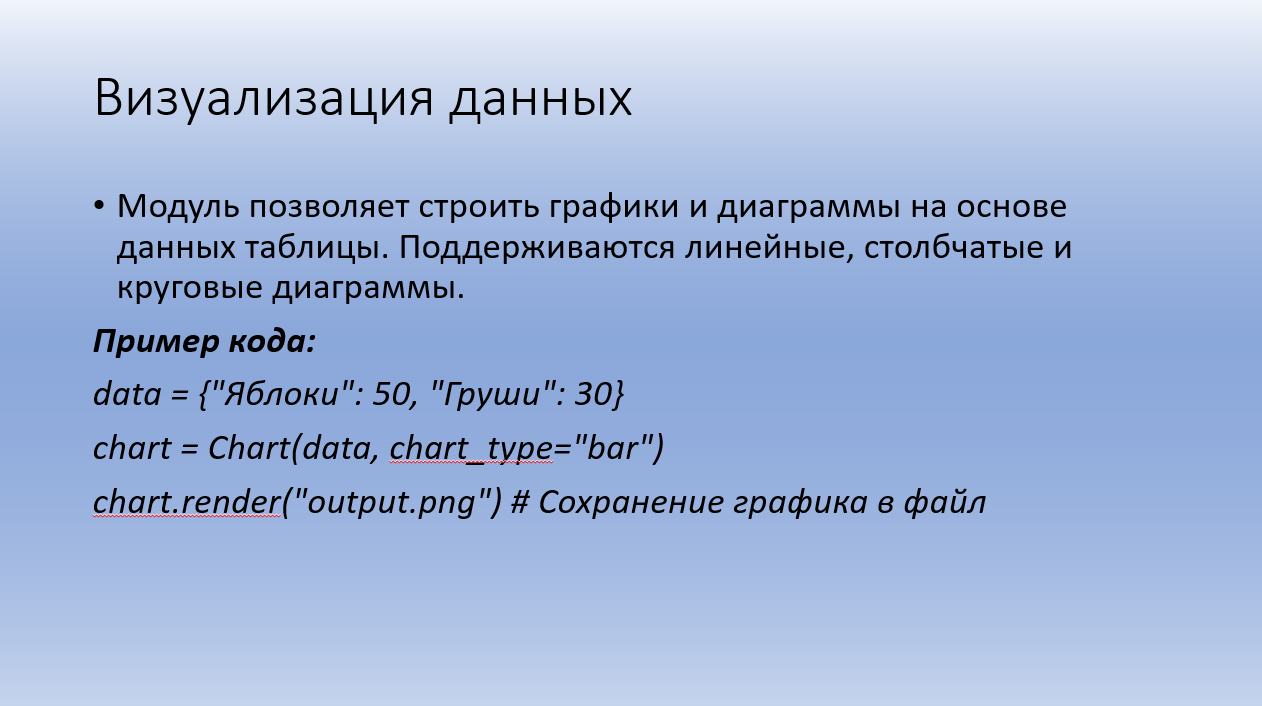 Визуализация данных
• Модуль позволяет строить графики и диаграммы на основе
данных таблицы. Поддерживаются линейные, столбчатые и
круговые диаграммы.
Пример кода:
data = {"Яблоки": 50, "Груши": 30}
chart = Chart(data, chart_type="bar")
chart.render("output.png") # Сохранение графика в файл